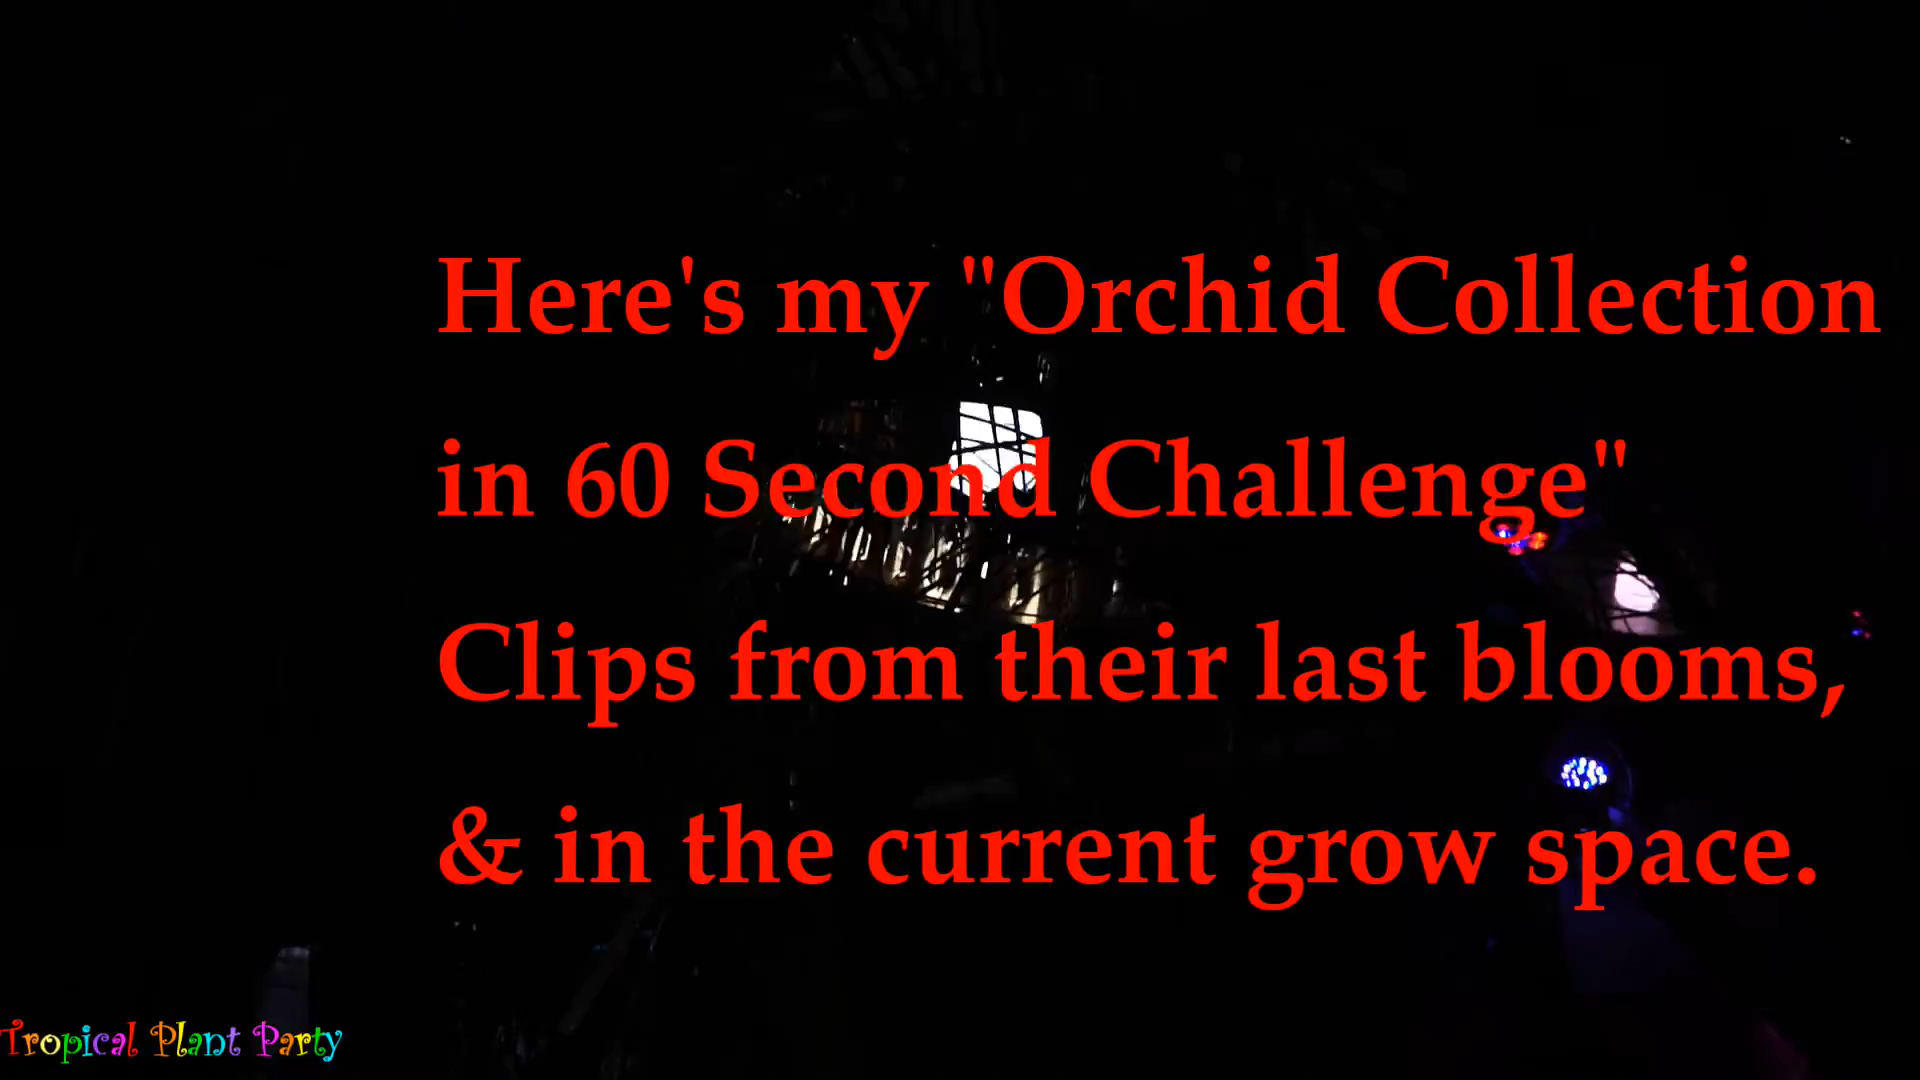 Here's my "Orchid Collection
in 60 Second Challenge"
Clips from their last blooms,
& in the current grow space.
Tropical Plant Party